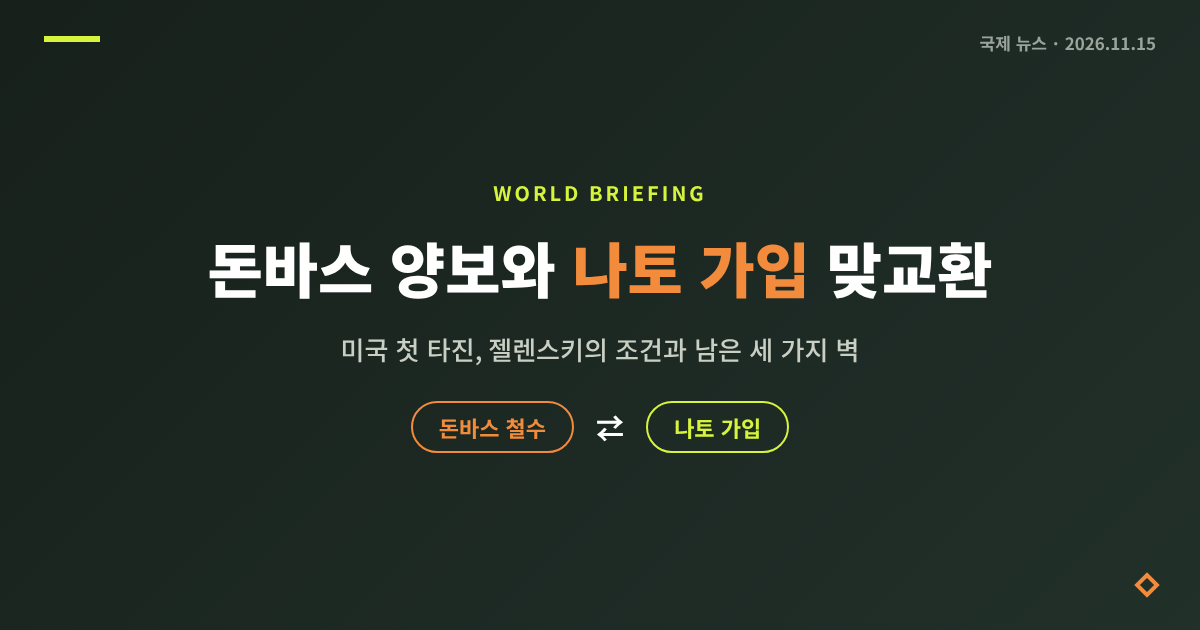 국제 뉴스 · 2026.11.15
WORLD BRIEFING
돈바스 양보와 나토 가입 맞교환
미국 첫 타진, 젤렌스키의 조건과 남은 세 가지 벽
돈바스 철수 ⇄ 나토 가입